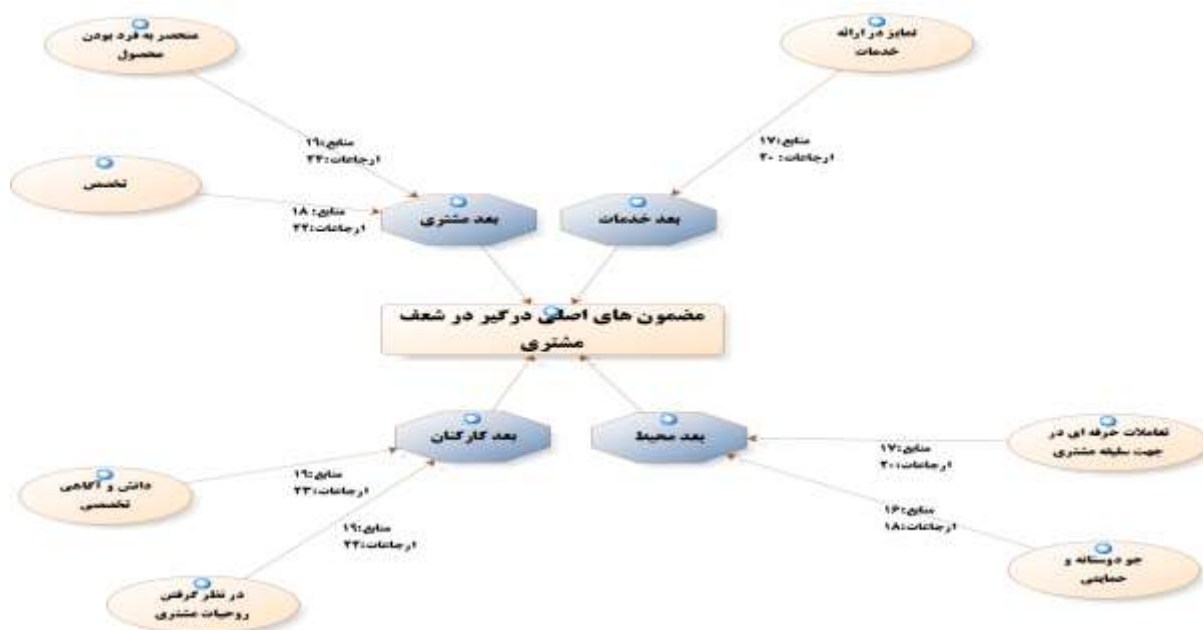 منحصر به فرد بودن
محصول
تمایز در ارائه
خدمات
منابع:۱۹
ارجاعات:۲۴
منابع:۱۷
ارجاعات: ۲۰
تخصص
منابع: ۱۸
ارجاعات:۲۲
بعد مشتری
بعد خدمات
مضمون های اصلی درگیر در شعف
مشتری
بعد کارکنان
بعد محیط
تعاملات حرفه ای در
جهت سلیقه مشتری
منابع:۱۷
ارجاعات:۲۰
دانش و آگاهی
تخصصی
منابع:۱۹
ارجاعات:۲۳
منابع:۱۶
ارجاعات:۱۸
منابع:۱۹
ارجاعات:۲۲
جو دوستانه و
حمایتی
در نظر گرفتن
روحیات مشتری